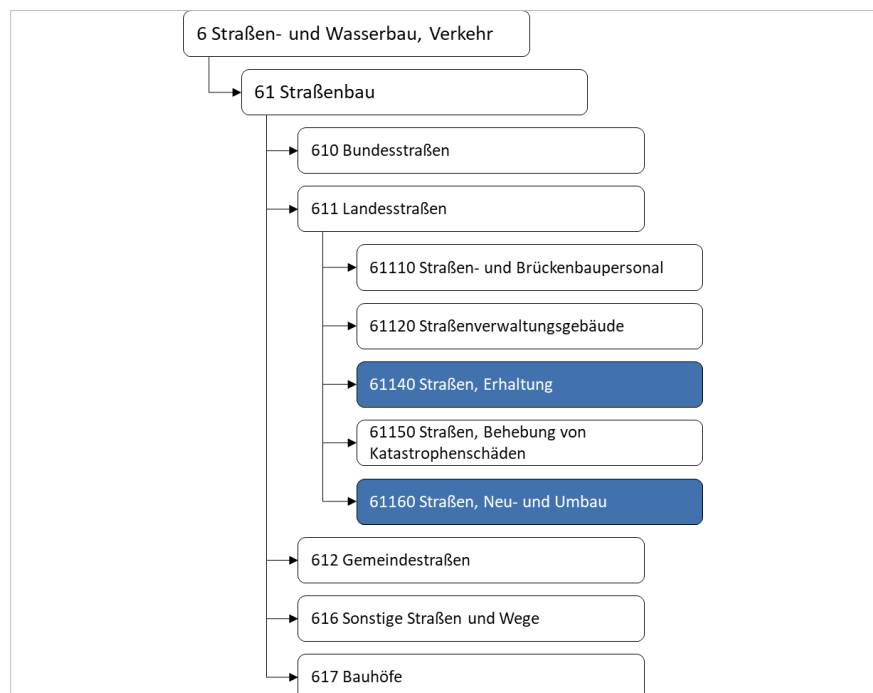 6 Straßen- und Wasserbau, Verkehr
61 Straßenbau
610 Bundesstraßen
611 Landesstraßen
61110 Straßen- und Brückenbaupersonal
61120 Straßenverwaltungsgebäude
61140 Straßen, Erhaltung
61150 Straßen, Behebung von
Katastrophenschäden
61160 Straßen, Neu- und Umbau
612 Gemeindestraßen
616 Sonstige Straßen und Wege
617 Bauhöfe